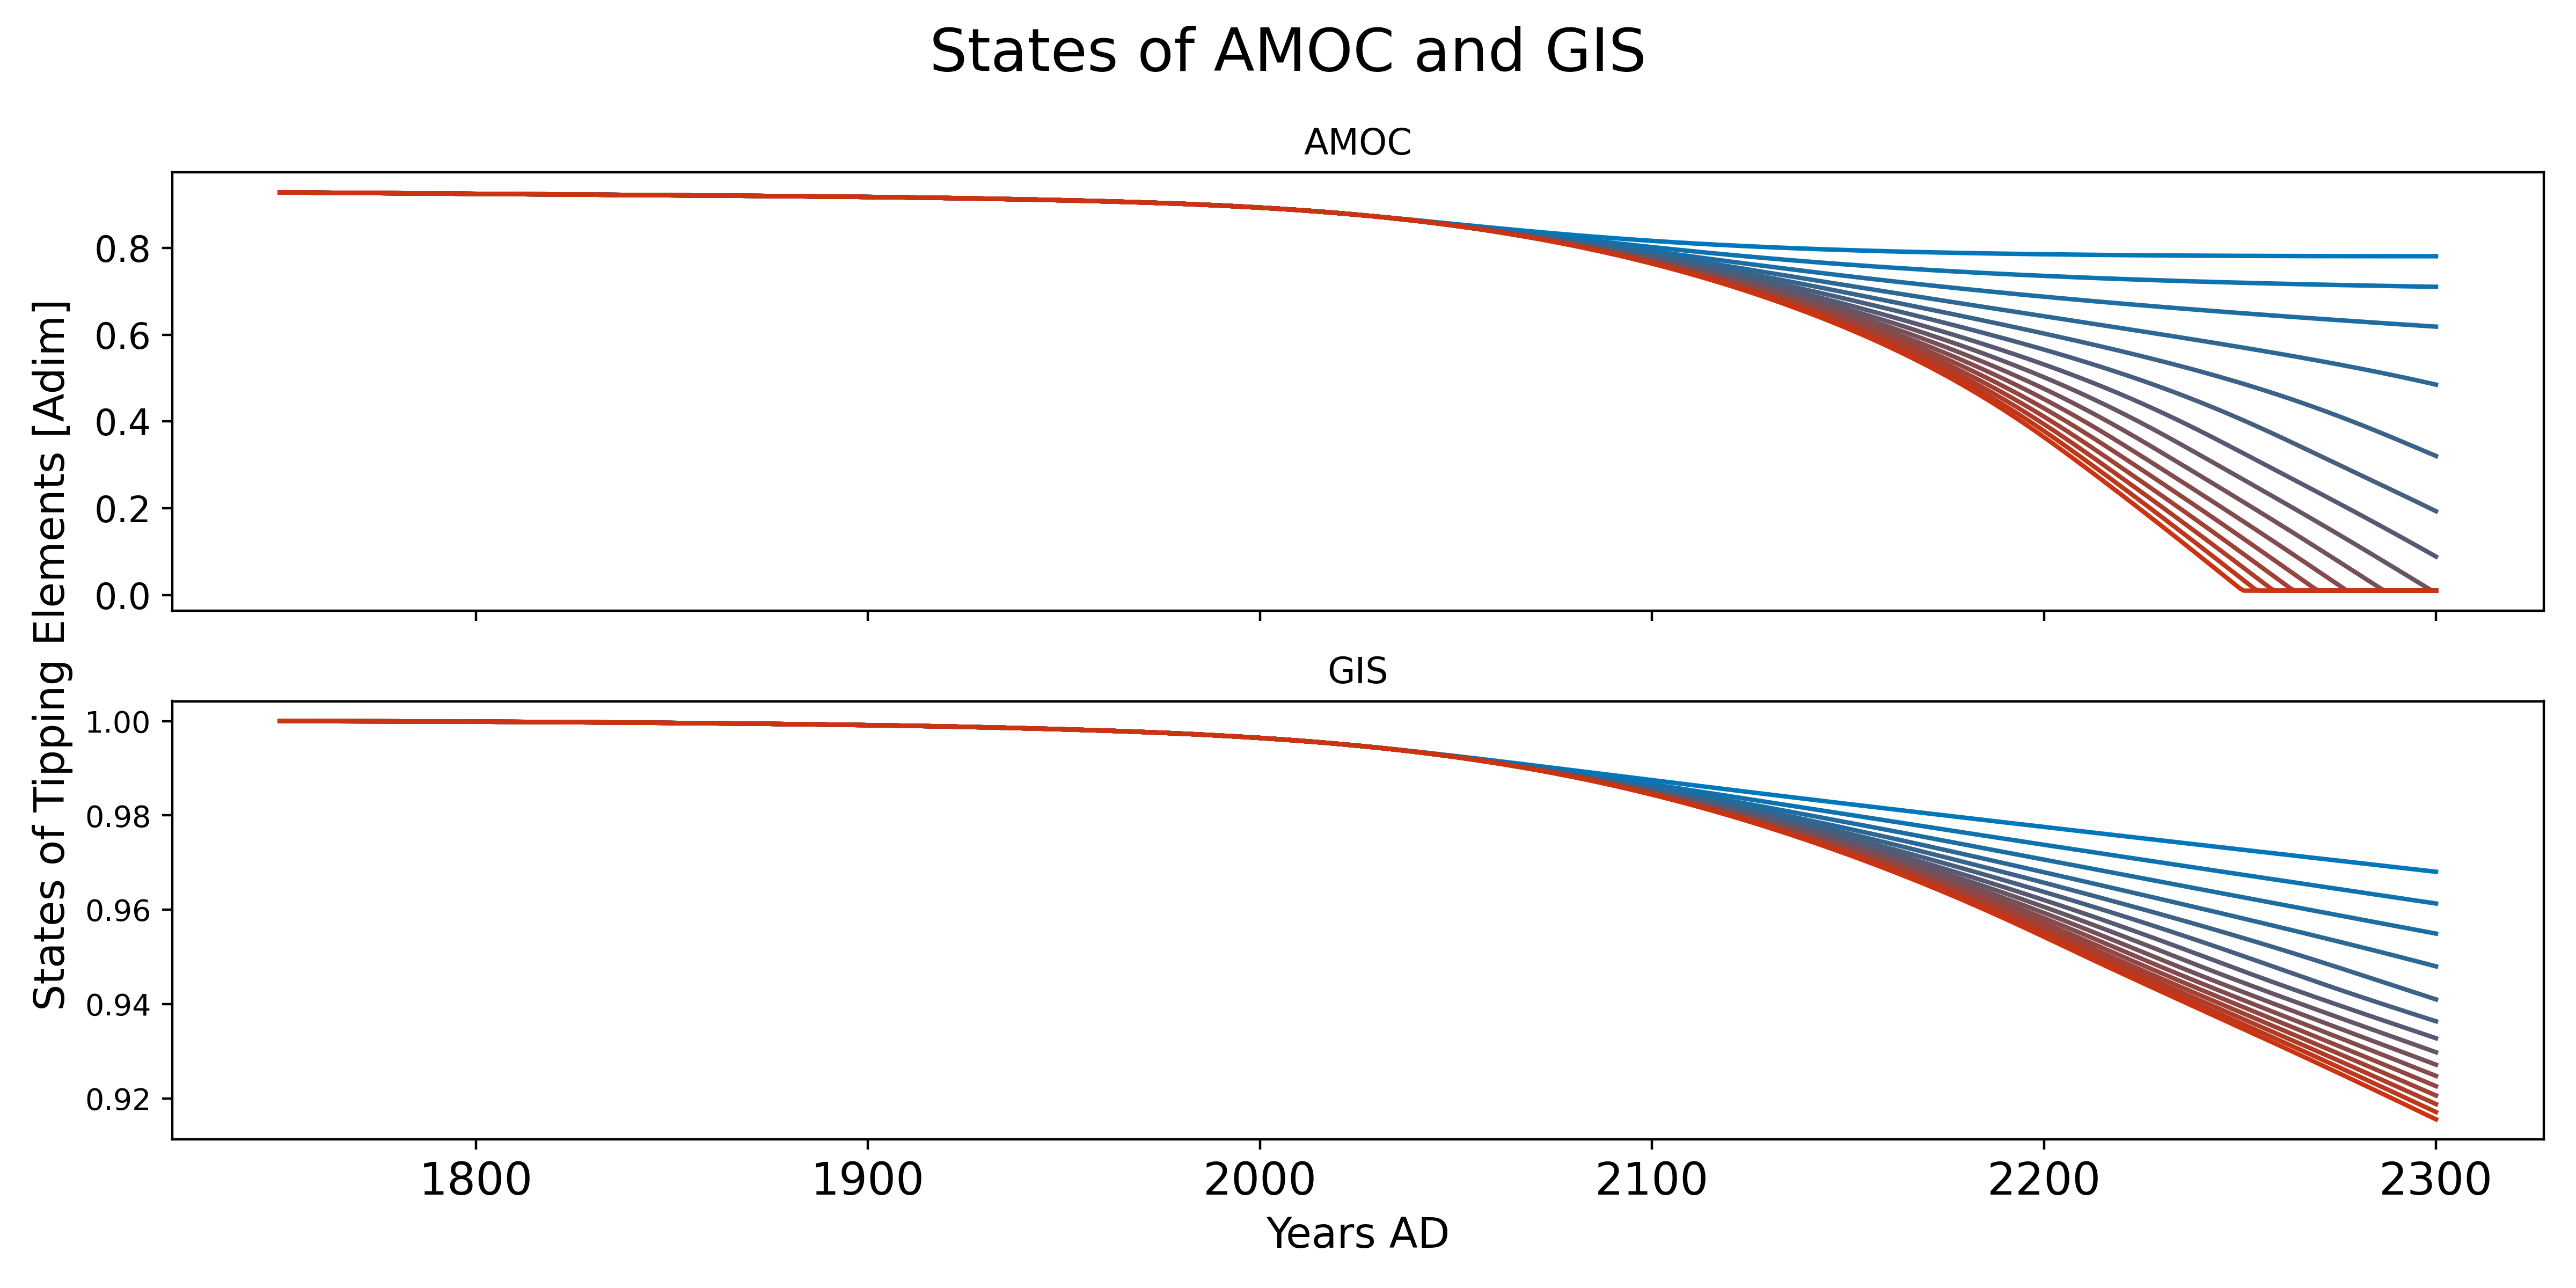 States of AMOC and GIS
AMOC
0.8
0.6
0.4
0.2
0.0
States of Tipping Elements [Adim]
GIS
1.00
0.98
0.96
0.94
0.92
1800 1900 2000 2100 2200 2300
Years AD